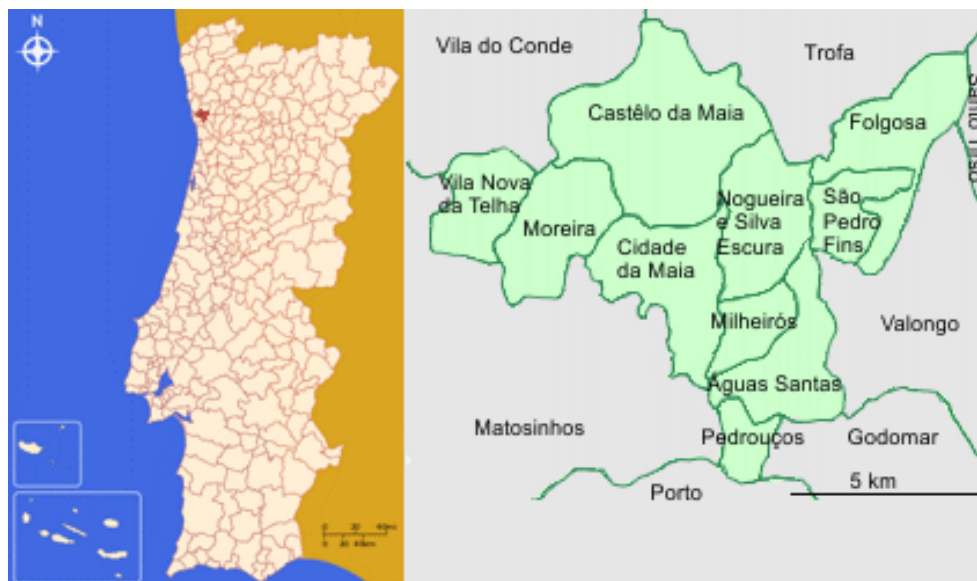 N
Vila do Conde
Trofa
Castêlo da Maia
Folgosa
Vila Nova
da Telha
Moreira
Nogueira
e Silva
Escura
São
Pedro
Fins
Cidade
da Maia
Milheirós
Valongo
Águas Santas
Matosinhos
Pedrouços
Godomar
5 km
Porto